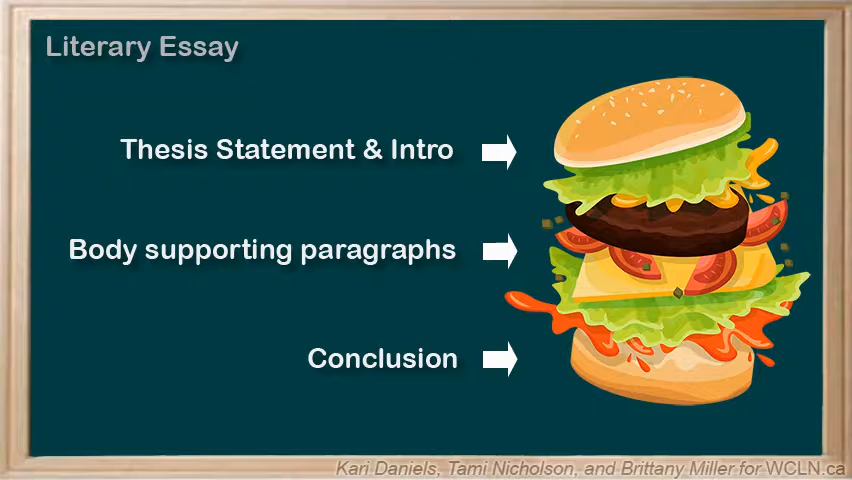 Literary Essay
Thesis Statement & Intro
Body supporting paragraphs
Conclusion
Kari Daniels, Tami Nicholson, and Brittany Miller for WCLN.ca